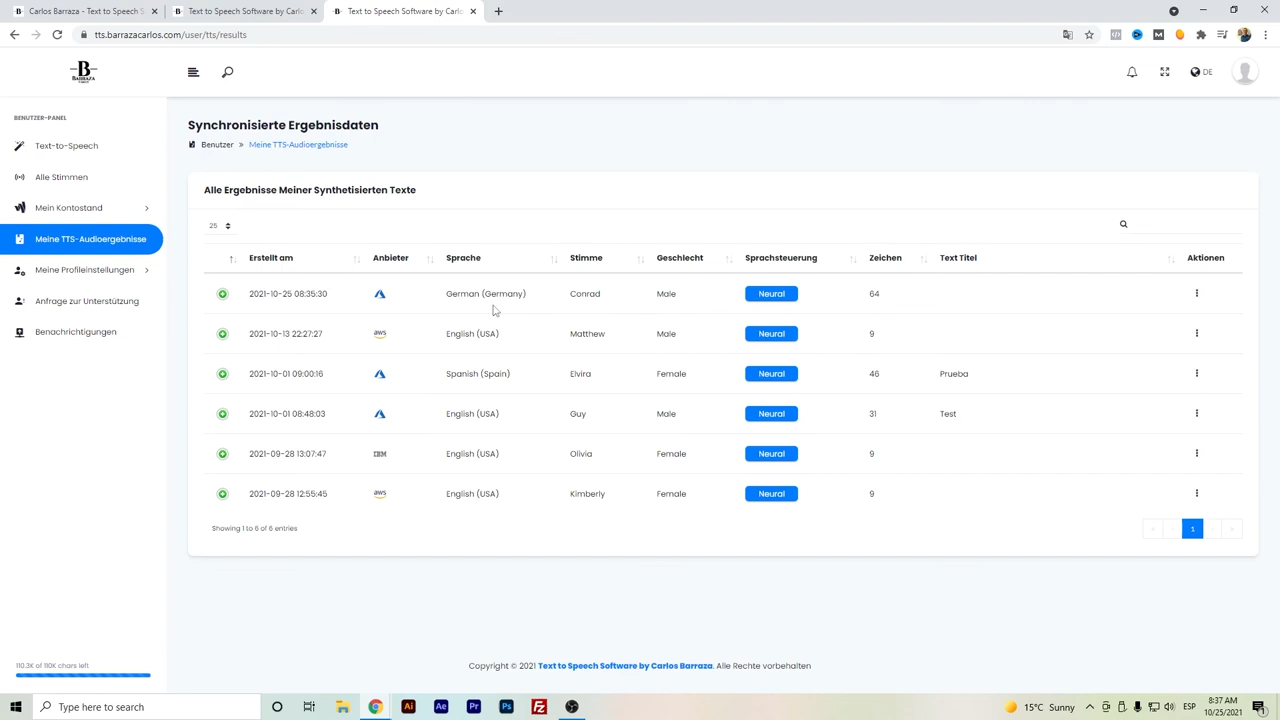 Carlos Barraza - Text to Speech S
Text to Speech Software by Carl
Text to Speech Software by Carl
tts.barrazacarlos.com/user/tts/results
B
BARRAZA
DE
BENUTZER-PANEL
Text-to-Speech
Alle Stimmen
Mein Kontostand
Meine TTS-Audioergebnisse
Meine Profileinstellungen
Anfrage zur Unterstützung
Benachrichtigungen
110.3K of 110K chars left
Synchronisierte Ergebnisdaten
Benutzer » Meine TTS-Audioergebnisse
Alle Ergebnisse Meiner Synthetisierten Texte
25
Erstellt am Anbieter Sprache Stimme Geschlecht Sprachsteuerung Zeichen Text Titel Aktionen
2021-10-25 08:35:30 German (Germany) Conrad Male Neural 64
2021-10-13 22:27:27 aws English (USA) Matthew Male Neural 9
2021-10-01 09:00:16 Spanish (Spain) Elvira Female Neural 46 Prueba
2021-10-01 08:48:03 English (USA) Guy Male Neural 31 Test
2021-09-28 13:07:47 IBM English (USA) Olivia Female Neural 9
2021-09-28 12:55:45 aws English (USA) Kimberly Female Neural 9
Showing 1 to 6 of 6 entries
1
Copyright © 2021 Text to Speech Software by Carlos Barraza. Alle Rechte vorbehalten
Type here to search
Ai
Ae
Pr
Ps
Fz
15°C Sunny
ESP
8:37 AM
10/25/2021